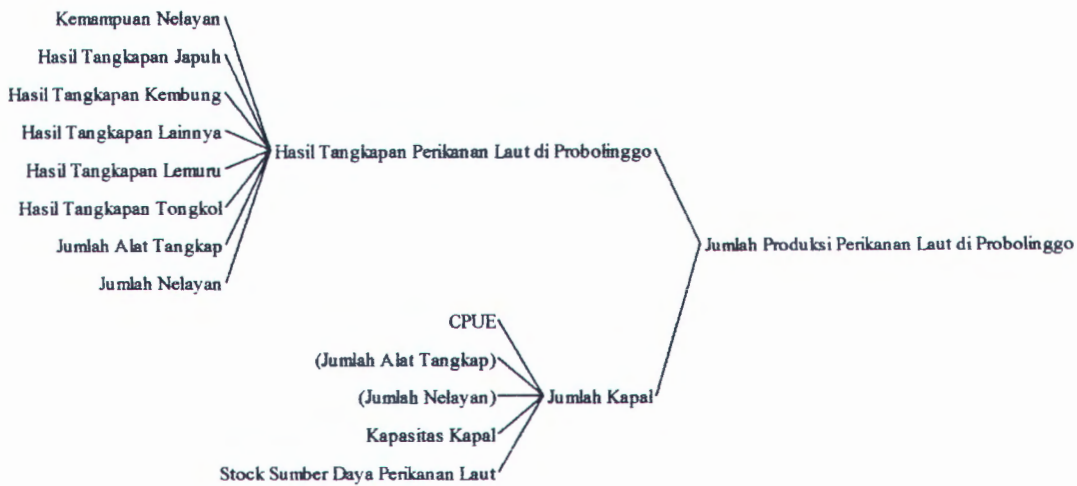 Kemampuan Nelayan
Hasil Tangkapan Japuh
Hasil Tangkapan Kembung
Hasil Tangkapan Lainnya
Hasil Tangkapan Lemuru
Hasil Tangkapan Tongkol
Jumlah Alat Tangkap
Jumlah Nelayan
Hasil Tangkapan Perikanan Laut di Probolinggo
Jumlah Produksi Perikanan Laut di Probolinggo
CPUE
(Jumlah Alat Tangkap)
(Jumlah Nelayan)
Kapasitas Kapal
Stock Sumber Daya Perikanan Laut
Jumlah Kapal